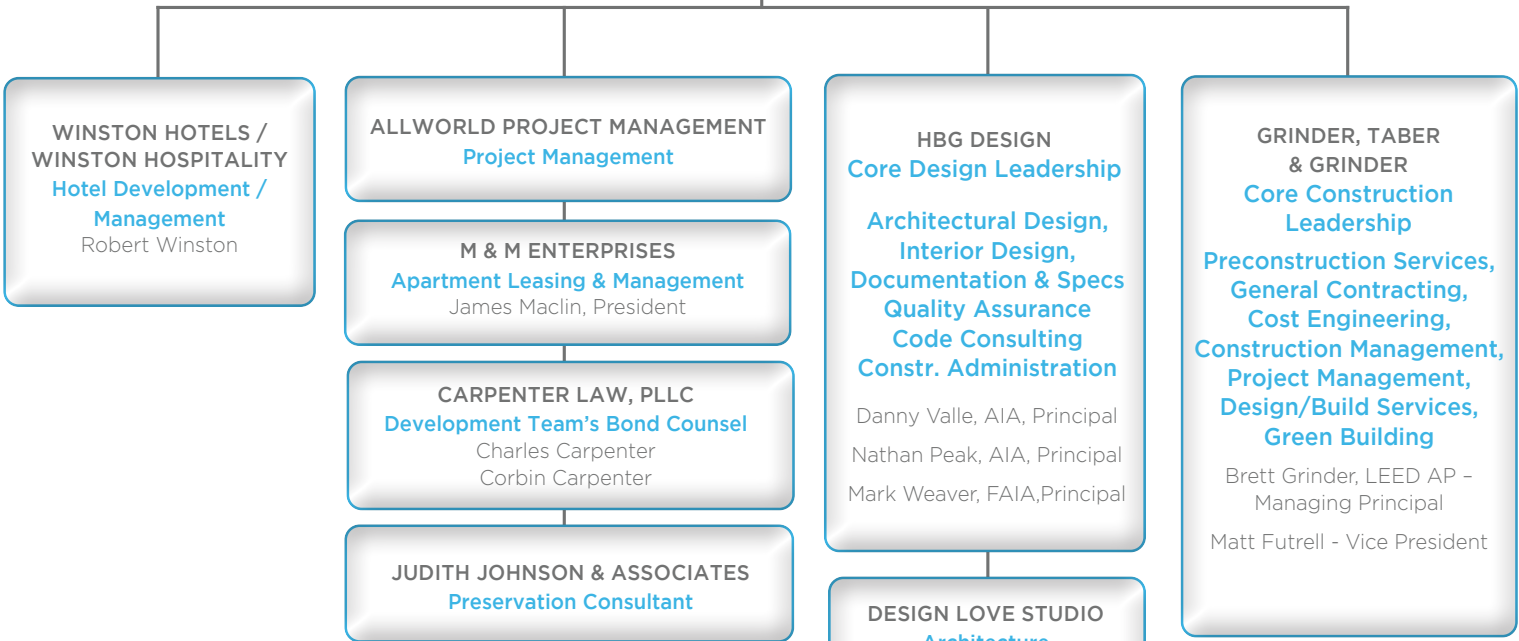 WINSTON HOTELS /
WINSTON HOSPITALITY
Hotel Development /
Management
Robert Winston
ALLWORLD PROJECT MANAGEMENT
Project Management
M & M ENTERPRISES
Apartment Leasing & Management
James Maclin, President
CARPENTER LAW, PLLC
Development Team's Bond Counsel
Charles Carpenter
Corbin Carpenter
JUDITH JOHNSON & ASSOCIATES
Preservation Consultant
HBG DESIGN
Core Design Leadership
Architectural Design,
Interior Design,
Documentation & Specs
Quality Assurance
Code Consulting
Constr. Administration
Danny Valle, AIA, Principal
Nathan Peak, AIA, Principal
Mark Weaver, FAIA,Principal
DESIGN LOVE STUDIO
Architecture
GRINDER, TABER
& GRINDER
Core Construction
Leadership
Preconstruction Services,
General Contracting,
Cost Engineering,
Construction Management,
Project Management,
Design/Build Services,
Green Building
Brett Grinder, LEED AP –
Managing Principal
Matt Futrell - Vice President